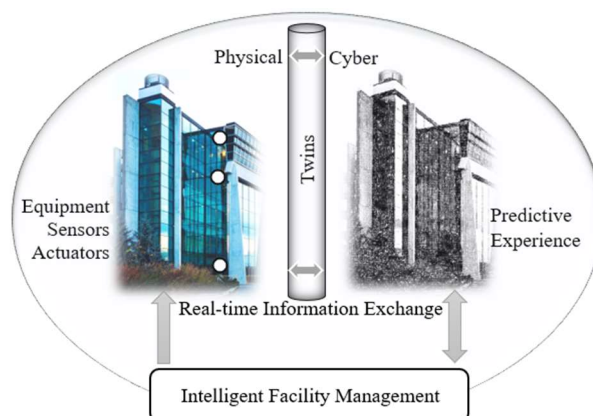 Physical
Cyber
Twins
Equipment
Sensors
Actuators
Predictive
Experience
Real-time Information Exchange
Intelligent Facility Management